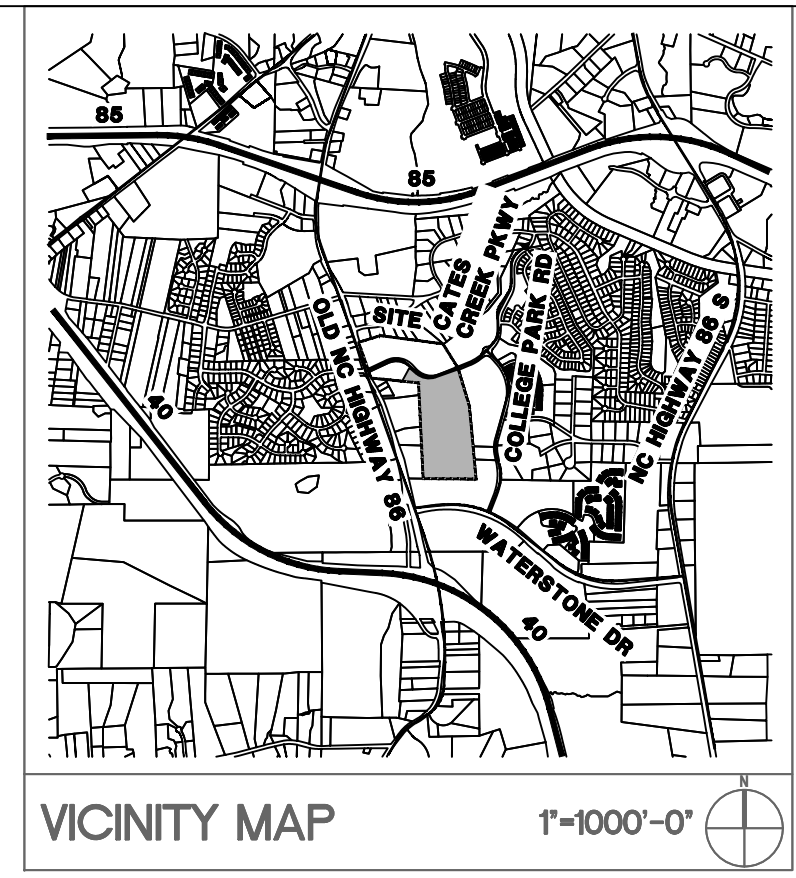 85
85
CATES
CREEK PKWY
SITE
COLLEGE PARK RD
OLD NC HIGHWAY 86
NC HIGHWAY 86 S
40
WATERSTONE DR
40
N
VICINITY MAP
1"=1000'-0"